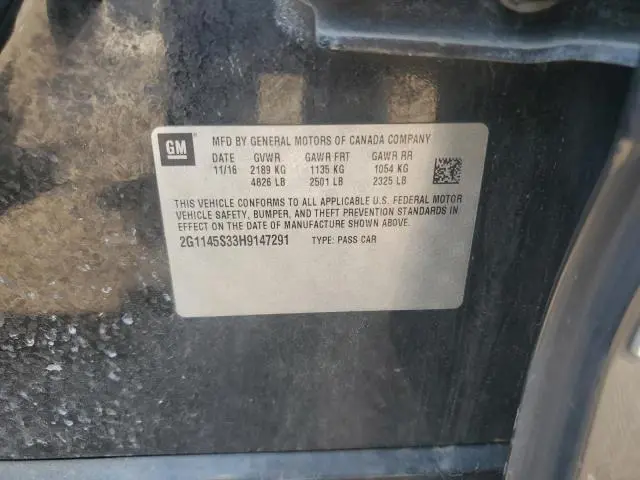 GM
MFD BY GENERAL MOTORS OF CANADA COMPANY
DATE GVWR GAWR FRT GAWR RR
11/16 2189 KG 1135 KG 1054 KG
4826 LB 2501 LB 2325 LB
THIS VEHICLE CONFORMS TO ALL APPLICABLE U.S. FEDERAL MOTOR
VEHICLE SAFETY, BUMPER, AND THEFT PREVENTION STANDARDS IN
EFFECT ON THE DATE OF MANUFACTURE SHOWN ABOVE.
2G1145S33H9147291 TYPE: PASS CAR